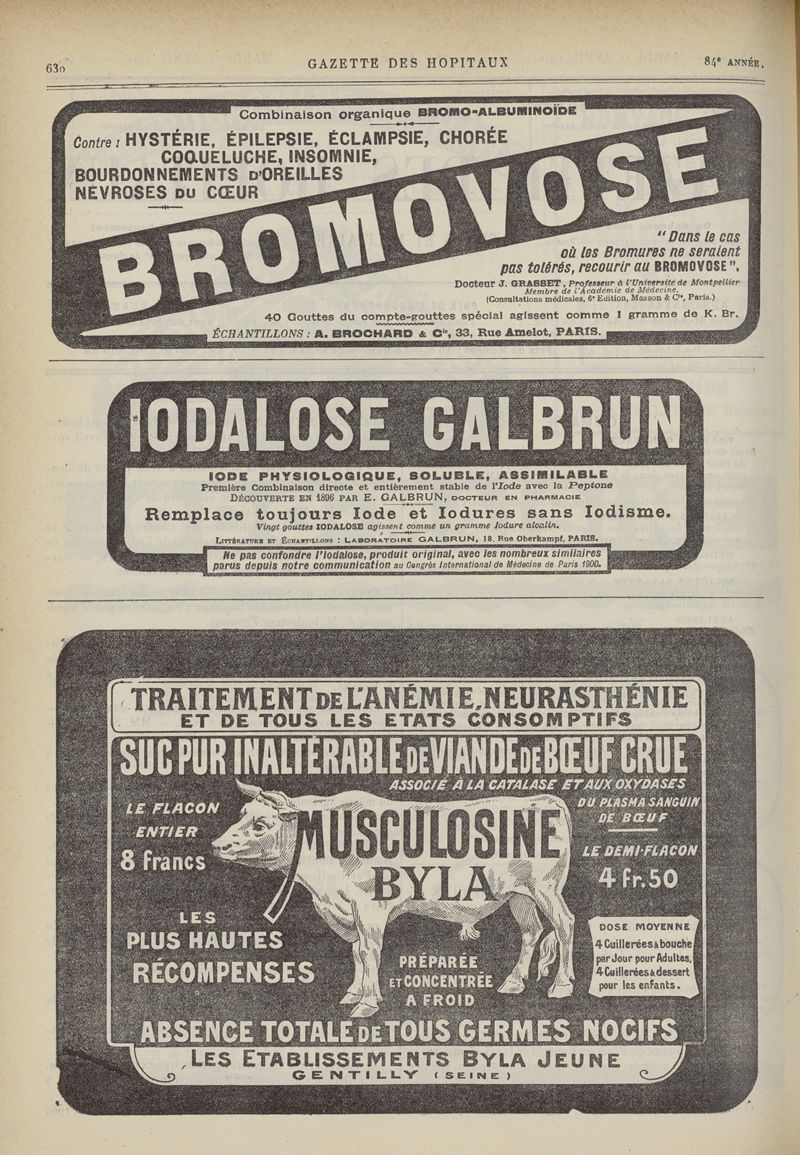 630
GAZETTE DES HOPITAUX
84e ANNÉE.
Combinaison organique BROMO-ALBUMINOÏDE
Contre : HYSTÉRIE, ÉPILEPSIE, ÉCLAMPSIE, CHORÉE
COQUELUCHE, INSOMNIE,
BOURDONNEMENTS D'OREILLES
NEVROSES DU CŒUR
BROMOVOSE
" Dans le cas
où les Bromures ne seraient
pas tolérés, recourir au BROMOVOSE ".
Docteur J. GRASSET, Professeur à l'Université de Montpellier
Membre de l'Académie de Médecine.
(Consultations médicales, 6e Edition, Masson & Cie, Paris.)
40 Gouttes du compte-gouttes spécial agissent comme 1 gramme de K. Br.
ÉCHANTILLONS : A. BROCHARD & Cie, 33, Rue Amelot, PARIS.
IODALOSE GALBRUN
IODE PHYSIOLOGIQUE, SOLUBLE, ASSIMILABLE
Première Combinaison directe et entièrement stable de l'Iode avec la Peptone
DÉCOUVERTE EN 1896 PAR E. GALBRUN, DOCTEUR EN PHARMACIE
Remplace toujours Iode et Iodures sans Iodisme.
Vingt gouttes IODALOSE agissent comme un gramme Iodure alcalin.
LITTÉRATURE ET ÉCHANTILLONS : LABORATOIRE GALBRUN, 18, Rue Oberkampf, PARIS.
Ne pas confondre l'Iodalose, produit original, avec les nombreux similaires
parus depuis notre communication au Congrès International de Médecine de Paris 1900.
TRAITEMENT DE L'ANÉMIE, NEURASTHÉNIE
ET DE TOUS LES ETATS CONSOMPTIFS
SUC PUR INALTÉRABLE DE VIANDE DE BŒUF CRUE
ASSOCIÉ À LA CATALASE ET AUX OXYDASES
DU PLASMA SANGUIN
DE BŒUF
LE FLACON
ENTIER
8 francs
MUSCULOSINE
BYLA
LE DEMI-FLACON
4 fr.50
LES
PLUS HAUTES
RÉCOMPENSES
PRÉPARÉE
ET CONCENTRÉE
A FROID
DOSE MOYENNE
4 Cuillerées à bouche
par Jour pour Adultes,
4 Cuillerées à dessert
pour les enfants.
ABSENCE TOTALE DE TOUS GERMES NOCIFS
LES ETABLISSEMENTS BYLA JEUNE
GENTILLY (SEINE)